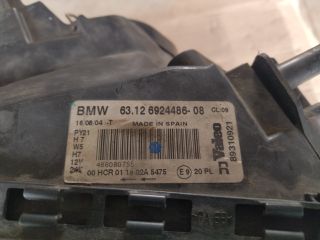 BMW 63.12 6924486-08 CL 09
16 08 04 -T MADE IN SPAIN
PY21
H7
W5
H7
12V
Valeo
89310921
00 HCR 01 1a 02A 5475 E9 20 PL